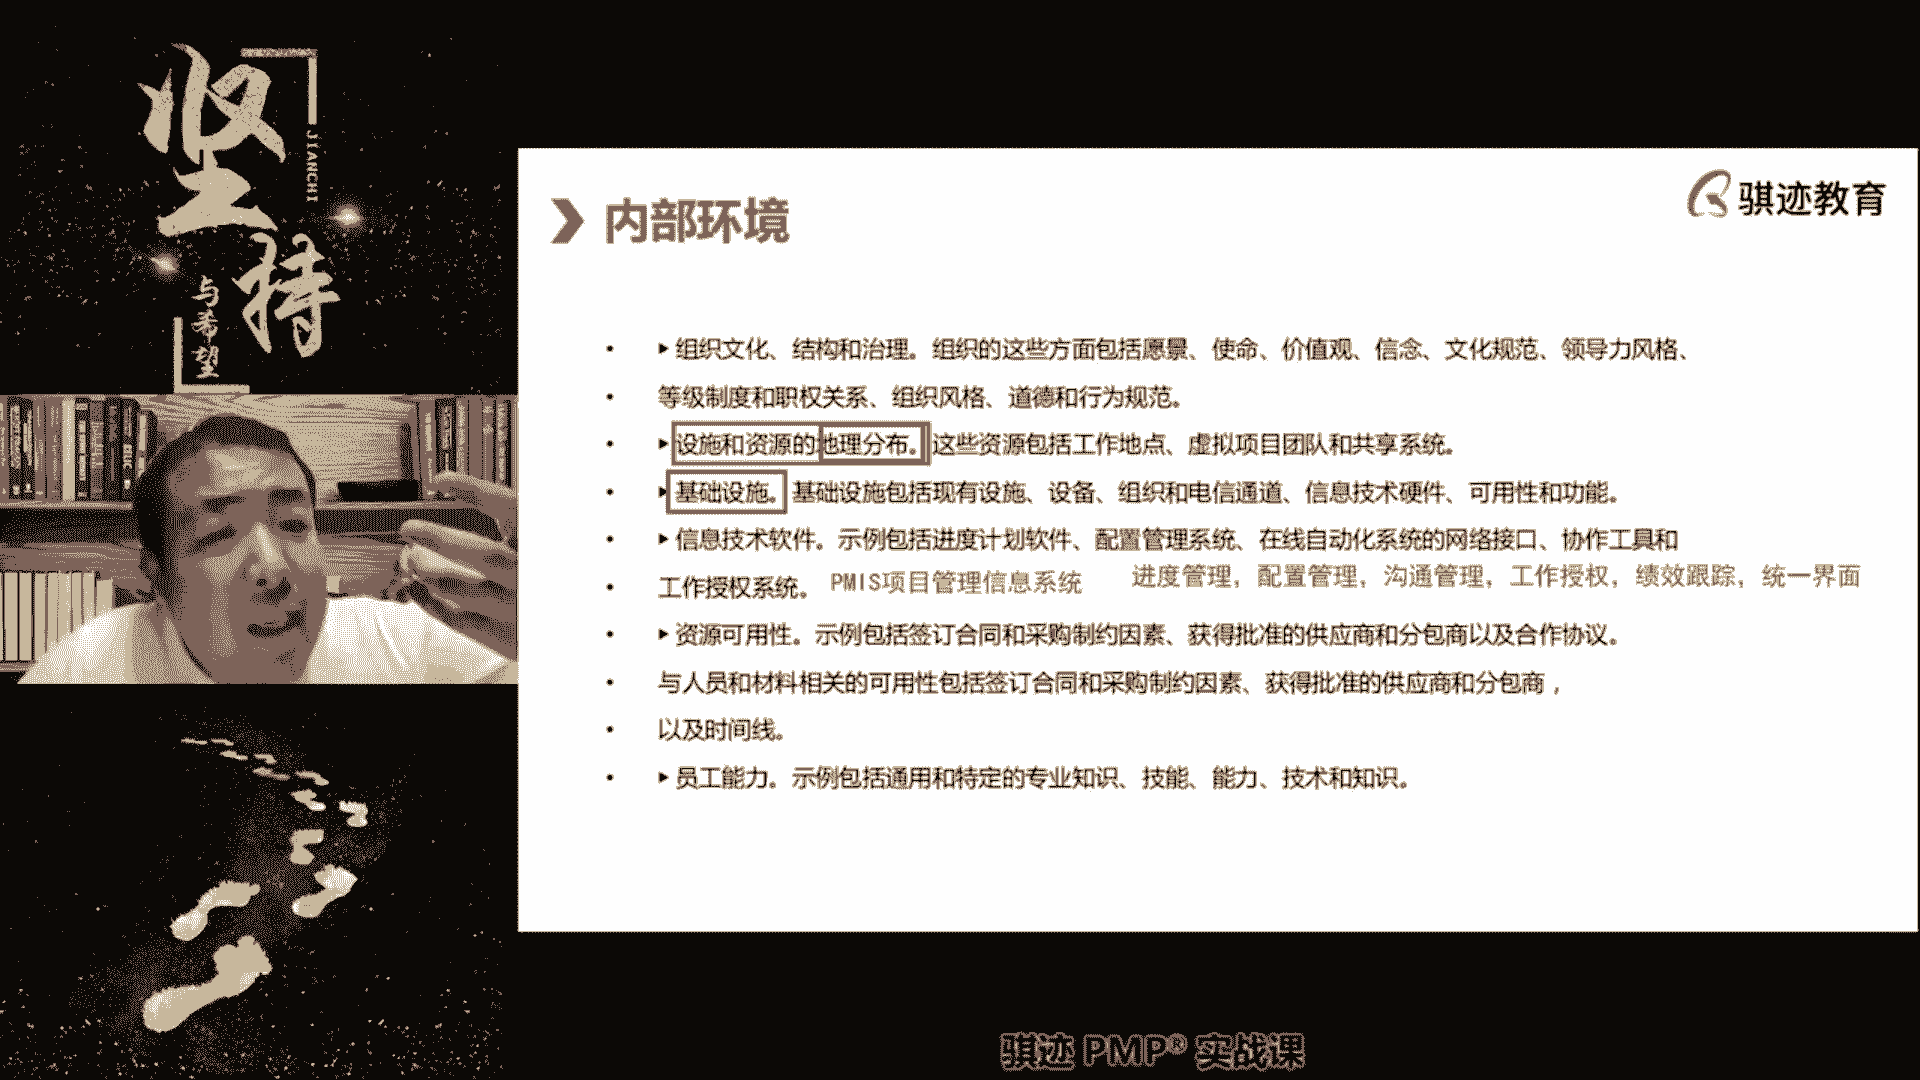 坚持
JIANCHI
与希望
骐迹教育
内部环境
• ▶组织文化、结构和治理。组织的这些方面包括愿景、使命、价值观、信念、文化规范、领导力风格、
• 等级制度和职权关系、组织风格、道德和行为规范。
• ▶设施和资源的地理分布。这些资源包括工作地点、虚拟项目团队和共享系统。
• ▶基础设施。基础设施包括现有设施、设备、组织和电信通道、信息技术硬件、可用性和功能。
• ▶信息技术软件。示例包括进度计划软件、配置管理系统、在线自动化系统的网络接口、协作工具和
• 工作授权系统。 PMIS项目管理信息系统 进度管理，配置管理，沟通管理，工作授权，绩效跟踪，统一界面
• ▶资源可用性。示例包括签订合同和采购制约因素、获得批准的供应商和分包商以及合作协议。
• 与人员和材料相关的可用性包括签订合同和采购制约因素、获得批准的供应商和分包商，
• 以及时间线。
• ▶员工能力。示例包括通用和特定的专业知识、技能、能力、技术和知识。
骐迹 PMP® 实战课